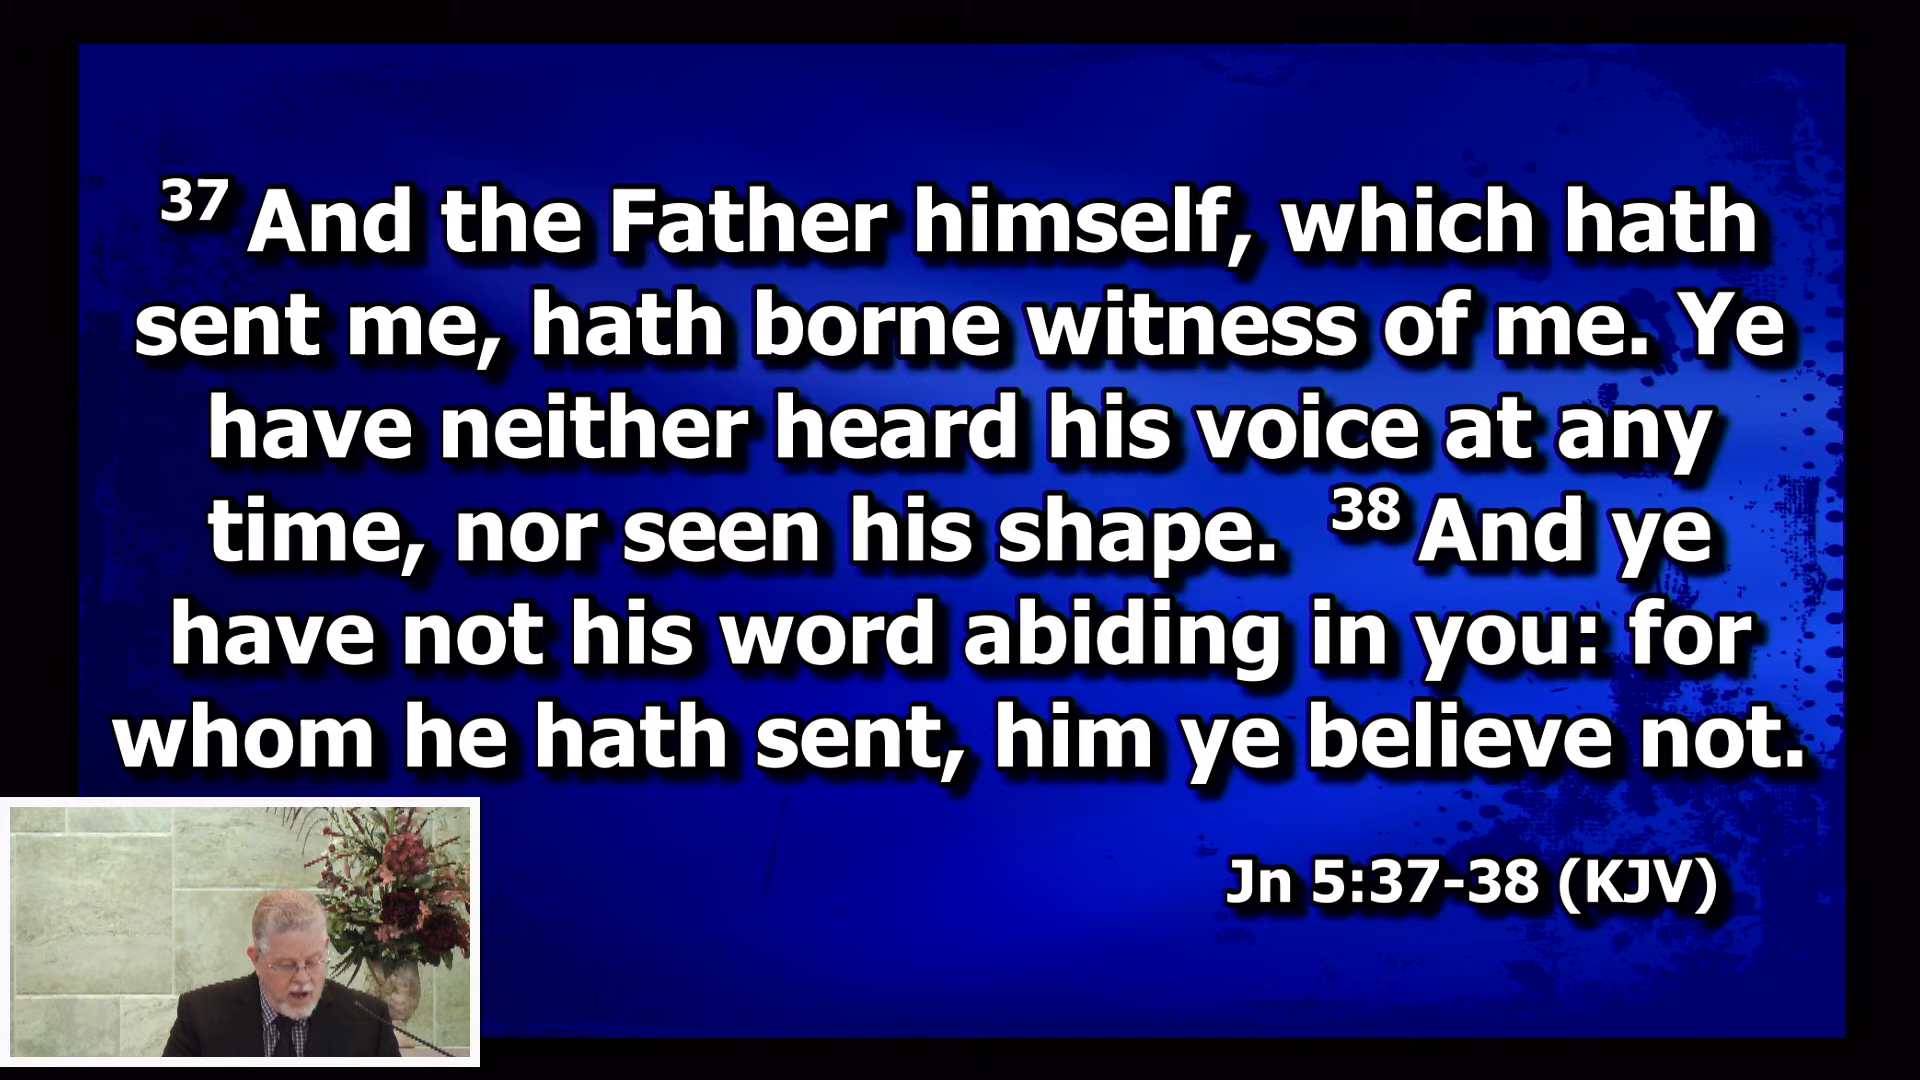 37 And the Father himself, which hath
sent me, hath borne witness of me. Ye
have neither heard his voice at any
time, nor seen his shape. 38 And ye
have not his word abiding in you: for
whom he hath sent, him ye believe not.
Jn 5:37-38 (KJV)